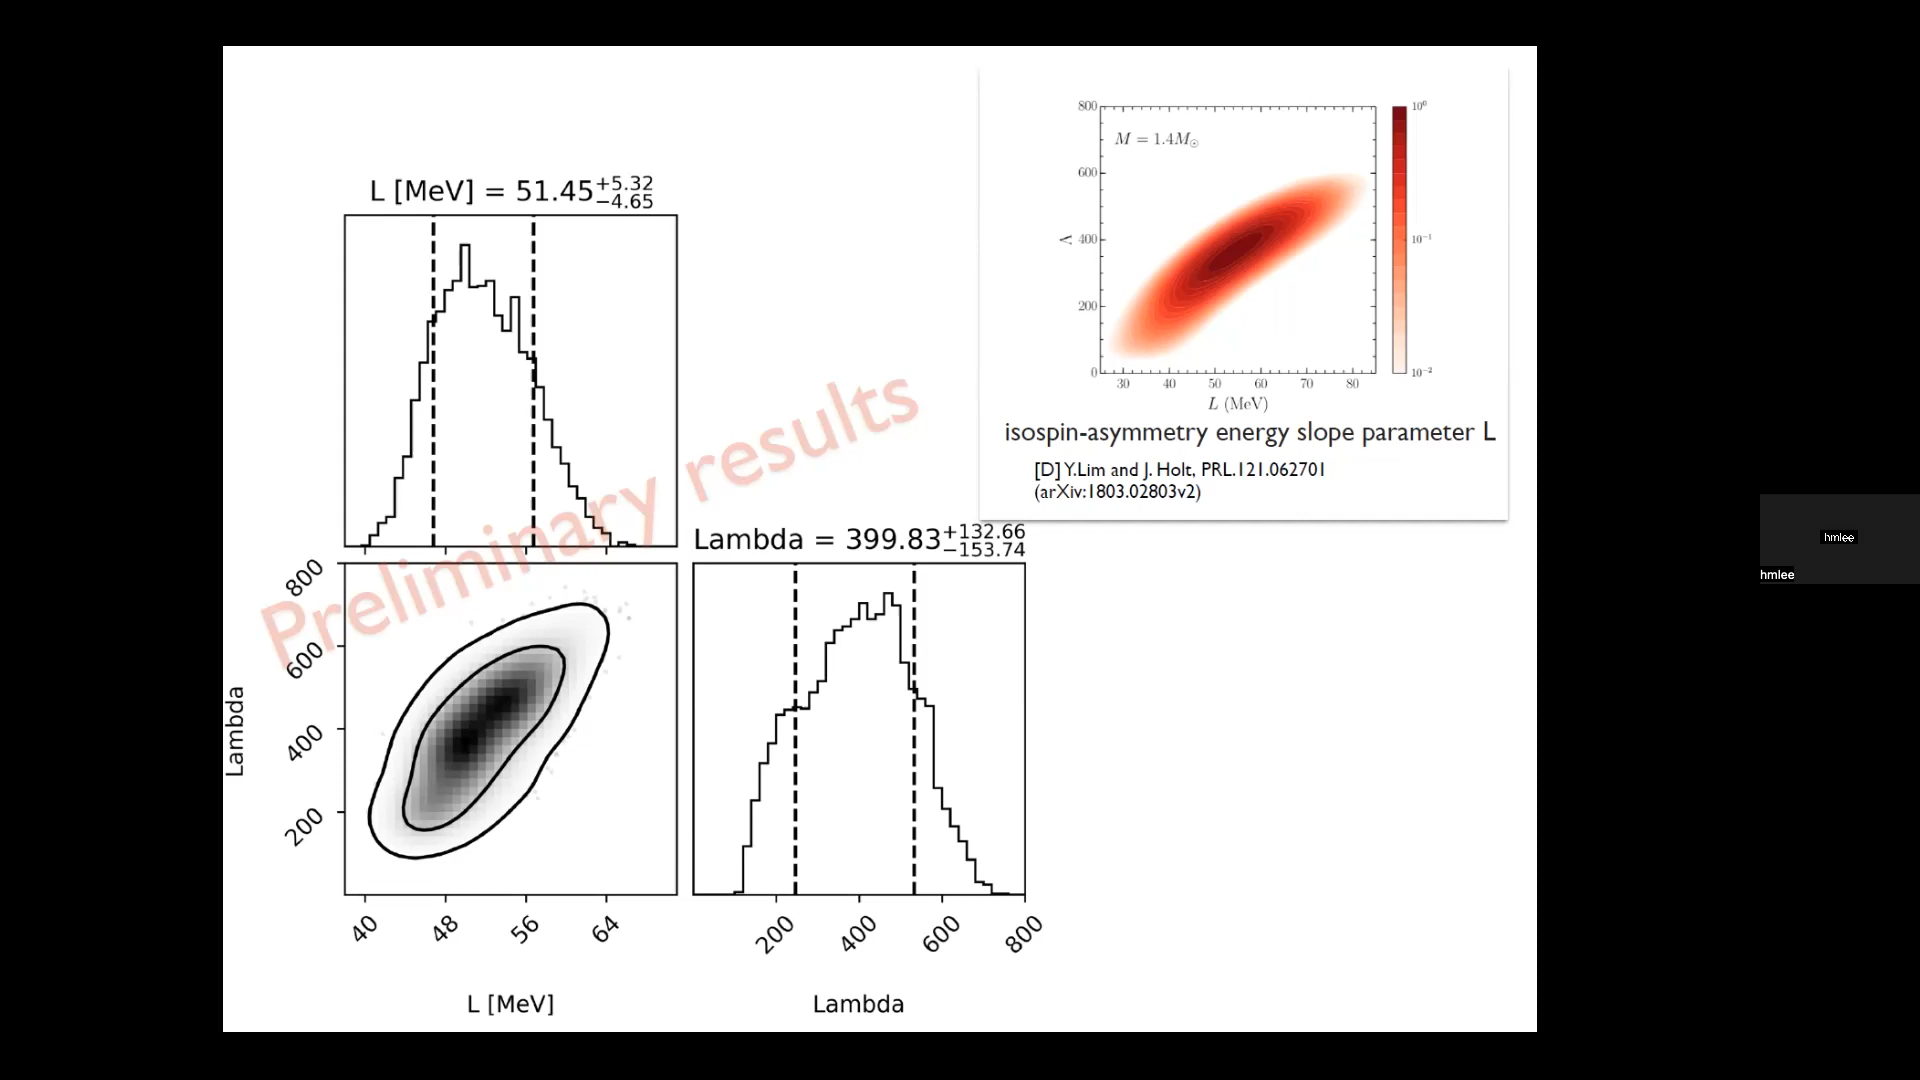 L [MeV] = 51.45+5.32−4.65
Preliminary results
Lambda = 399.83+132.66−153.74
800
600
400
200
Lambda
40 48 56 64
L [MeV]
200 400 600 800
Lambda
800
600
400
200
0
Λ
M = 1.4M☉
30 40 50 60 70 80
L (MeV)
10⁰
10⁻¹
10⁻²
isospin-asymmetry energy slope parameter L
[D] Y.Lim and J. Holt, PRL.121.062701
(arXiv:1803.02803v2)
hmlee
hmlee